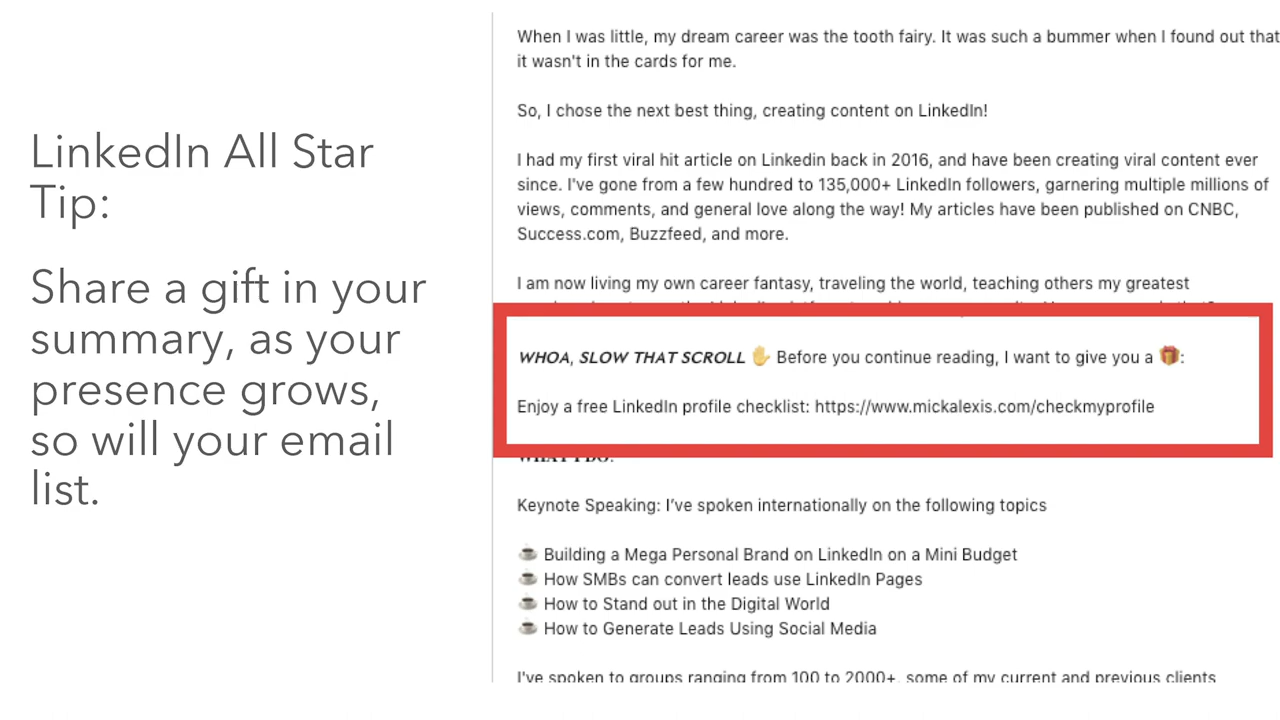 LinkedIn All Star
Tip:
Share a gift in your
summary, as your
presence grows,
so will your email
list.
When I was little, my dream career was the tooth fairy. It was such a bummer when I found out that
it wasn't in the cards for me.
So, I chose the next best thing, creating content on LinkedIn!
I had my first viral hit article on Linkedin back in 2016, and have been creating viral content ever
since. I've gone from a few hundred to 135,000+ LinkedIn followers, garnering multiple millions of
views, comments, and general love along the way! My articles have been published on CNBC,
Success.com, Buzzfeed, and more.
I am now living my own career fantasy, traveling the world, teaching others my greatest
WHOA, SLOW THAT SCROLL ✋ Before you continue reading, I want to give you a 🎁:
Enjoy a free LinkedIn profile checklist: https://www.mickalexis.com/checkmyprofile
WHAT I DO:
Keynote Speaking: I've spoken internationally on the following topics
☕ Building a Mega Personal Brand on LinkedIn on a Mini Budget
☕ How SMBs can convert leads use LinkedIn Pages
☕ How to Stand out in the Digital World
☕ How to Generate Leads Using Social Media
I've spoken to groups ranging from 100 to 2000+, some of my current and previous clients